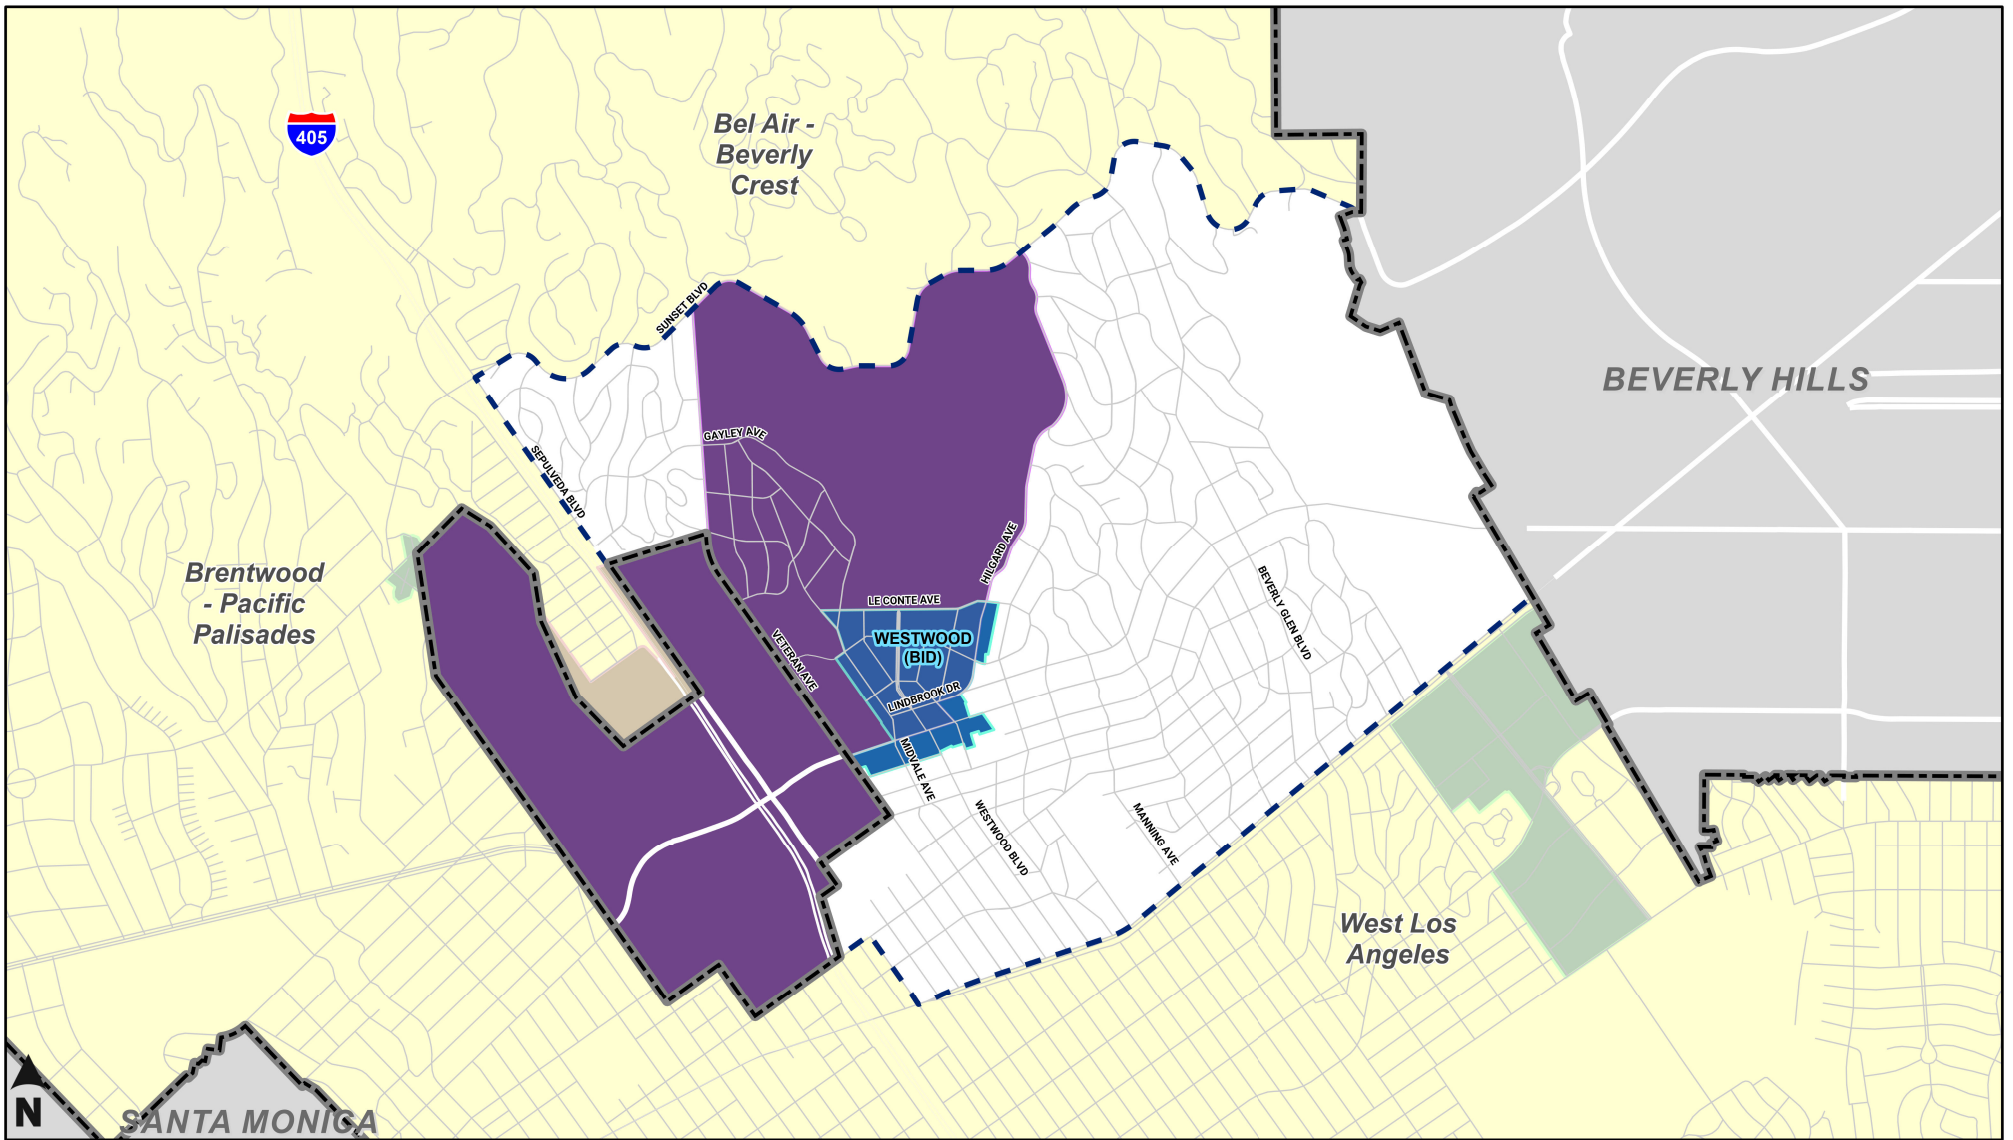 405
Bel Air -
Beverly
Crest
SUNSET BLVD
BEVERLY HILLS
GAYLEY AVE
SEPULVEDA BLVD
HILGARD AVE
Brentwood
- Pacific
Palisades
LE CONTE AVE
BEVERLY GLEN BLVD
WESTWOOD
(BID)
VETERAN AVE
LINDBROOK DR
MIDVALE AVE
WESTWOOD BLVD
MANNING AVE
West Los
Angeles
N
SANTA MONICA